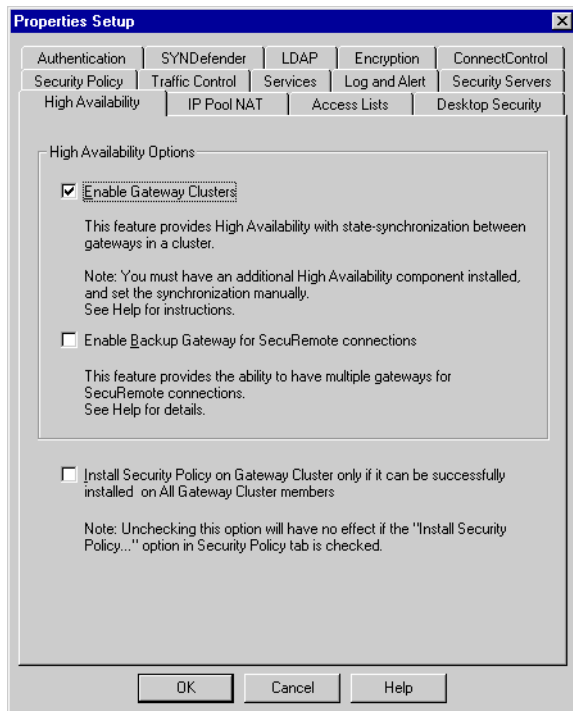 Properties Setup
Authentication SYNDefender LDAP Encryption ConnectControl
Security Policy Traffic Control Services Log and Alert Security Servers
High Availability IP Pool NAT Access Lists Desktop Security
High Availability Options
Enable Gateway Clusters
This feature provides High Availability with state-synchronization between
gateways in a cluster.
Note: You must have an additional High Availability component installed,
and set the synchronization manually.
See Help for instructions.
Enable Backup Gateway for SecuRemote connections
This feature provides the ability to have multiple gateways for
SecuRemote connections.
See Help for details.
Install Security Policy on Gateway Cluster only if it can be successfully
installed on All Gateway Cluster members
Note: Unchecking this option will have no effect if the "Install Security
Policy..." option in Security Policy tab is checked.
OK Cancel Help